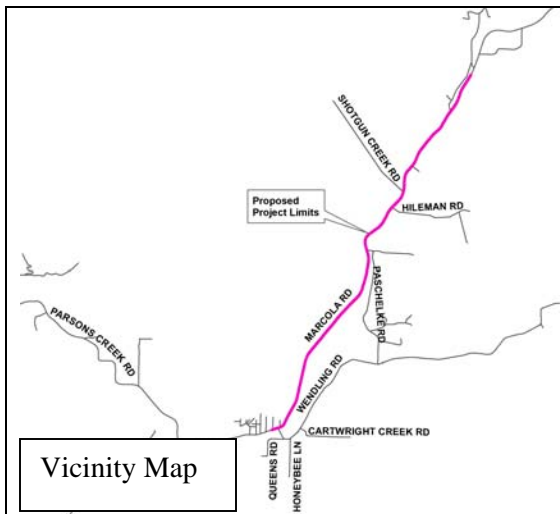 SHOTGUN CREEK RD
Proposed
Project Limits
HILEMAN RD
PASCHELKE RD
MARCOLA RD
PARSONS CREEK RD
WENDLING RD
CARTWRIGHT CREEK RD
QUEENS RD
HONEYBEE LN
Vicinity Map